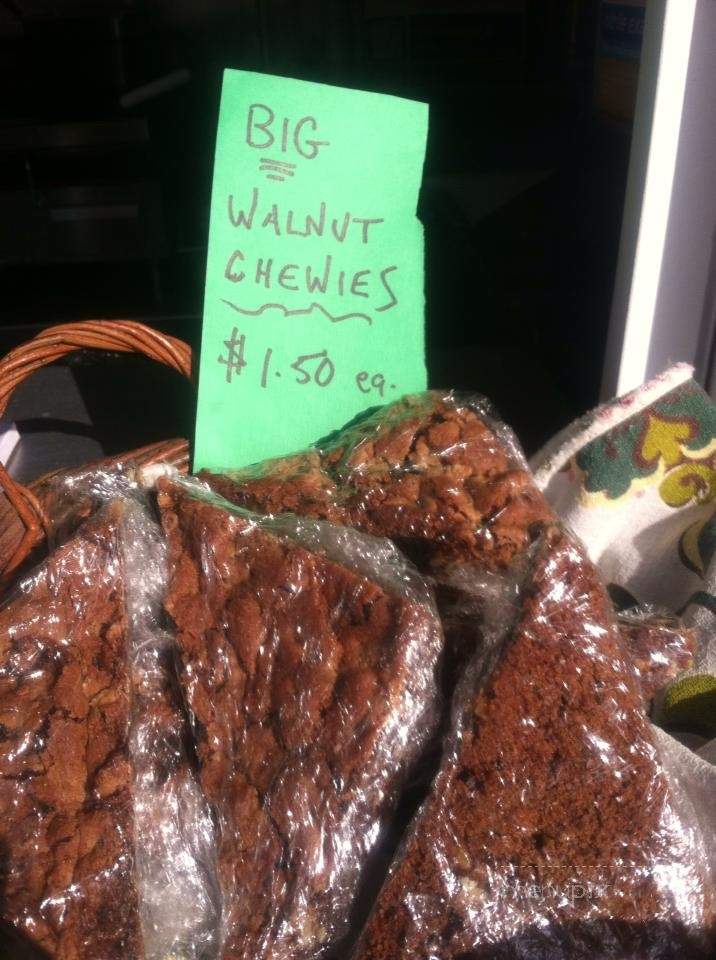 BIG
WALNUT
CHEWIES
$1.50 ea.